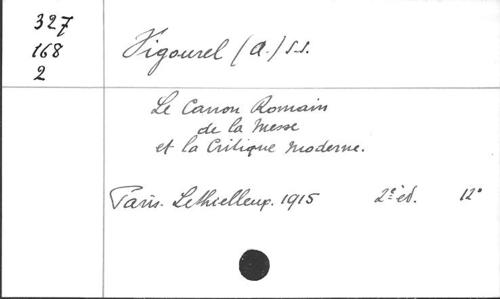 327
168
2
Vigourel (A.) s.s.
Le Canon Romain
de la Messe
et la Critique Moderne.
Paris. Lethielleux. 1915 2e éd. 12°